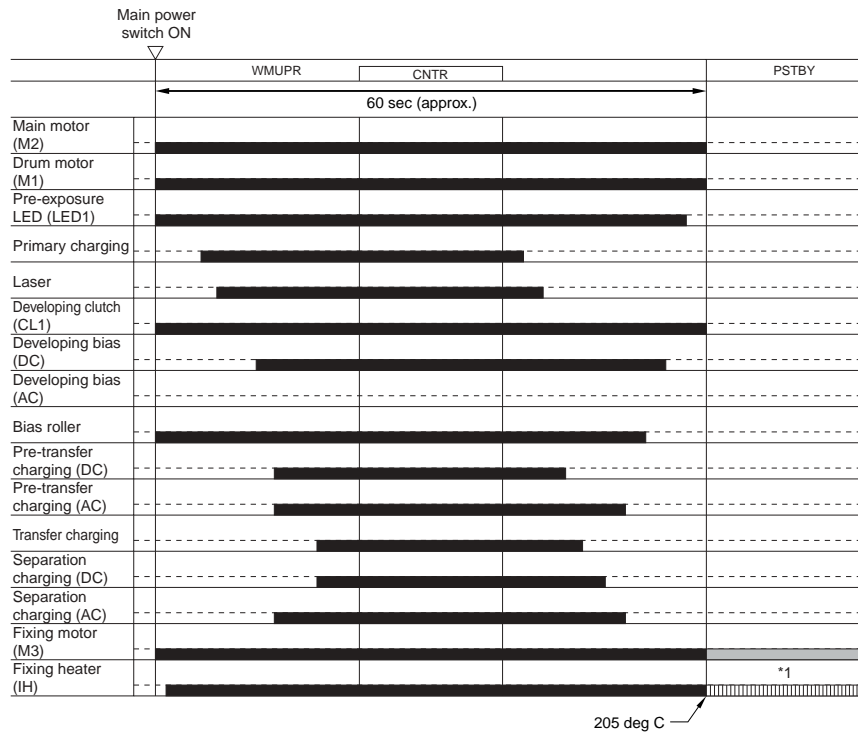 Main power
switch ON
WMUPR
CNTR
PSTBY
60 sec (approx.)
Main motor
(M2)
Drum motor
(M1)
Pre-exposure
LED (LED1)
Primary charging
Laser
Developing clutch
(CL1)
Developing bias
(DC)
Developing bias
(AC)
Bias roller
Pre-transfer
charging (DC)
Pre-transfer
charging (AC)
Transfer charging
Separation
charging (DC)
Separation
charging (AC)
Fixing motor
(M3)
Fixing heater
(IH)
*1
205 deg C